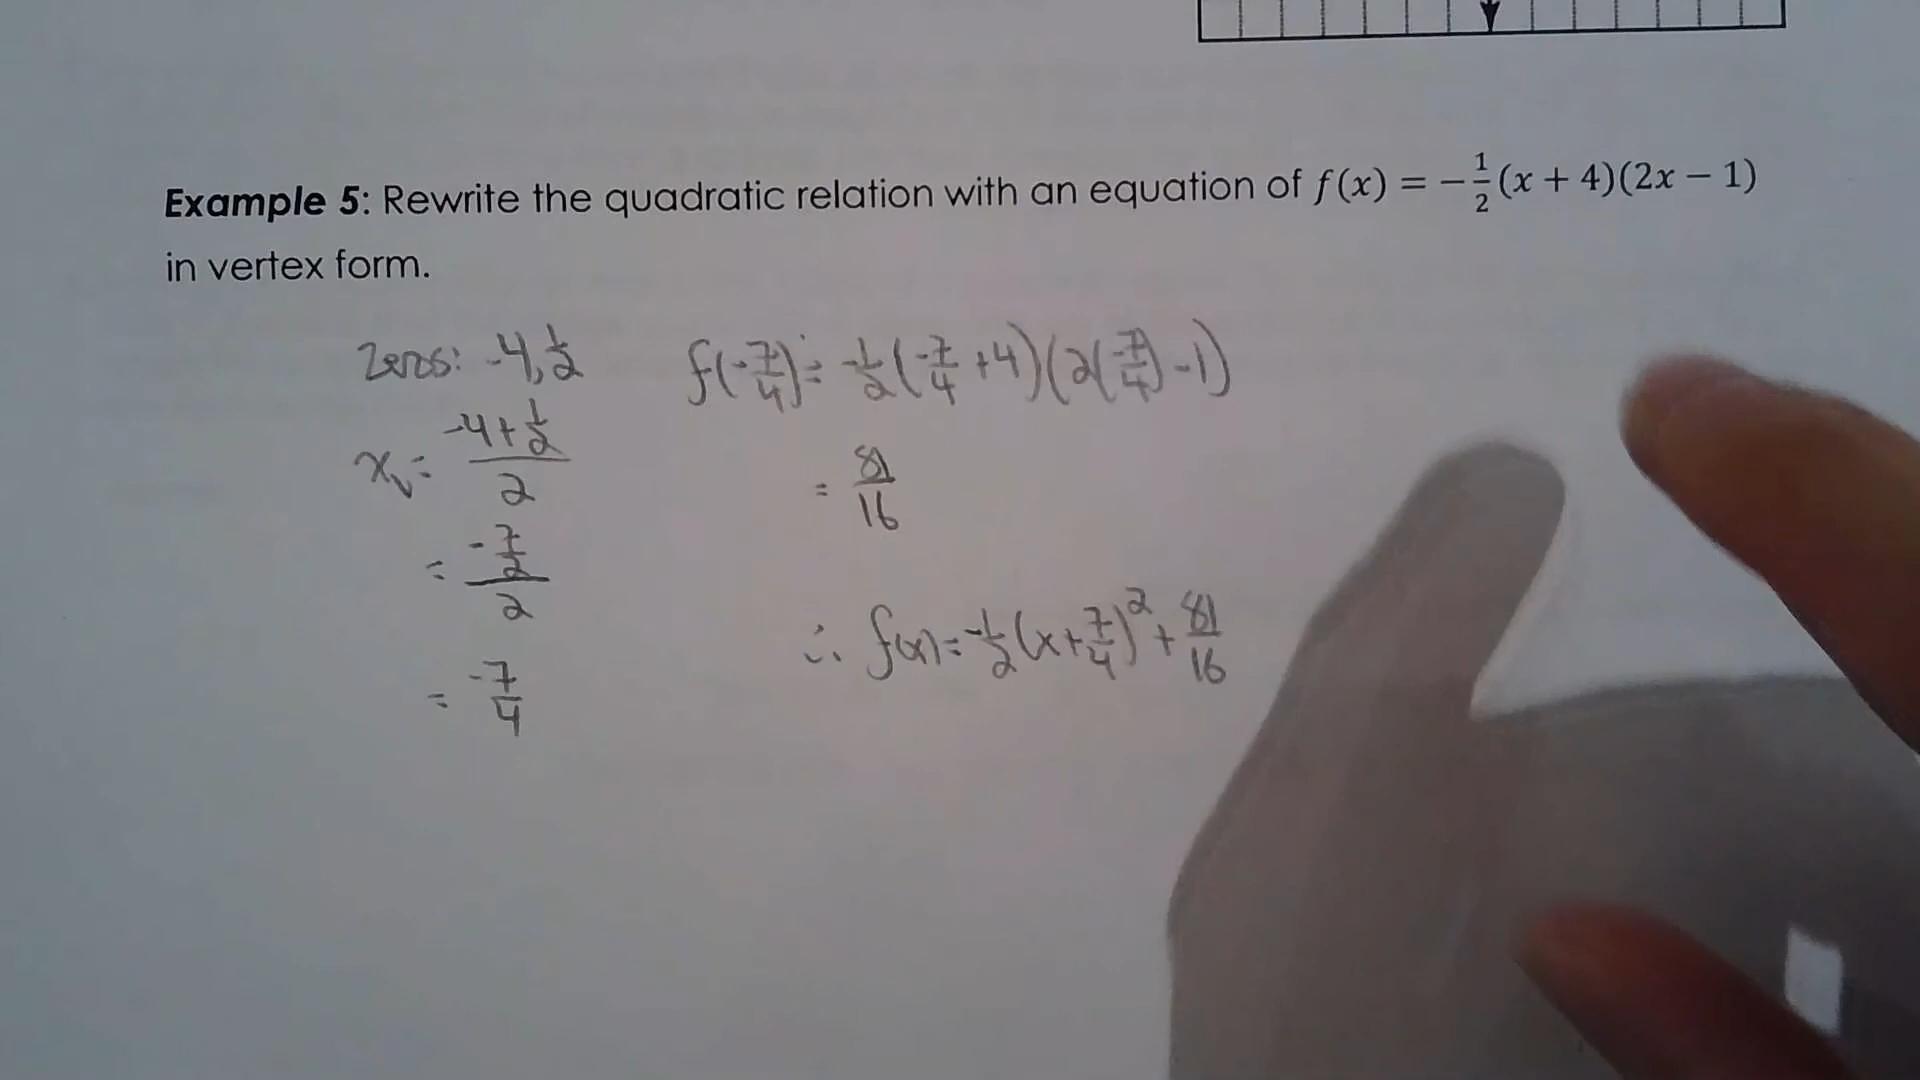 Example 5: Rewrite the quadratic relation with an equation of f(x) = −1/2(x + 4)(2x − 1)
in vertex form.
Zeros: -4, 1/2
x_v = (-4+1/2)/2
= (-7/2)/2
= -7/4
f(-7/4) = -1/2(-7/4 +4)(2(-7/4)-1)
= 81/16
∴ f(x) = -1/2(x+7/4)² + 81/16